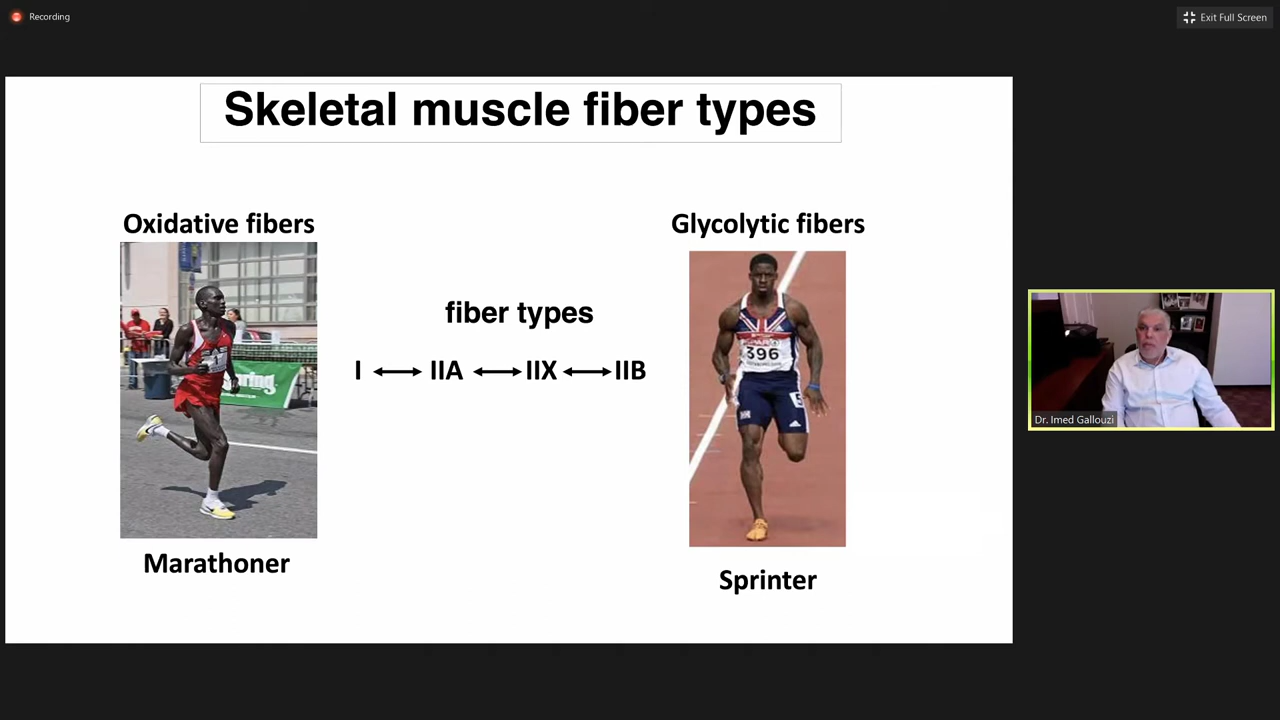 Recording
Exit Full Screen
Skeletal muscle fiber types
Oxidative fibers
Glycolytic fibers
fiber types
I ⟷ IIA ⟷ IIX ⟷ IIB
396
5
Marathoner
Sprinter
Dr. Imed Gallouzi